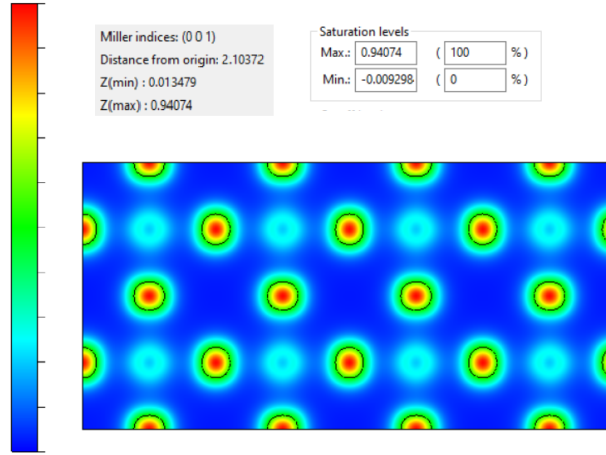 Miller indices: (0 0 1)
Distance from origin: 2.10372
Z(min) : 0.013479
Z(max) : 0.94074
Saturation levels
Max.: 0.94074 ( 100 % )
Min.: -0.009298 ( 0 % )